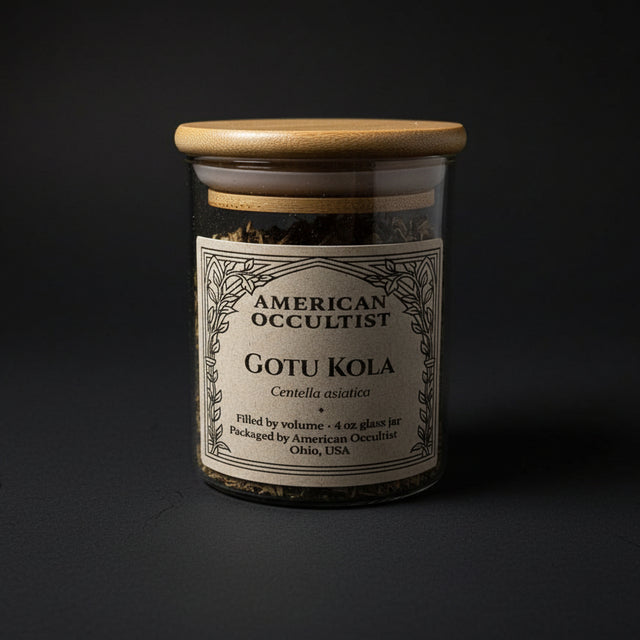 AMERICAN
OCCULTIST
GOTU KOLA
Centella asiatica
Filled by volume · 4 oz glass jar
Packaged by American Occultist
Ohio, USA